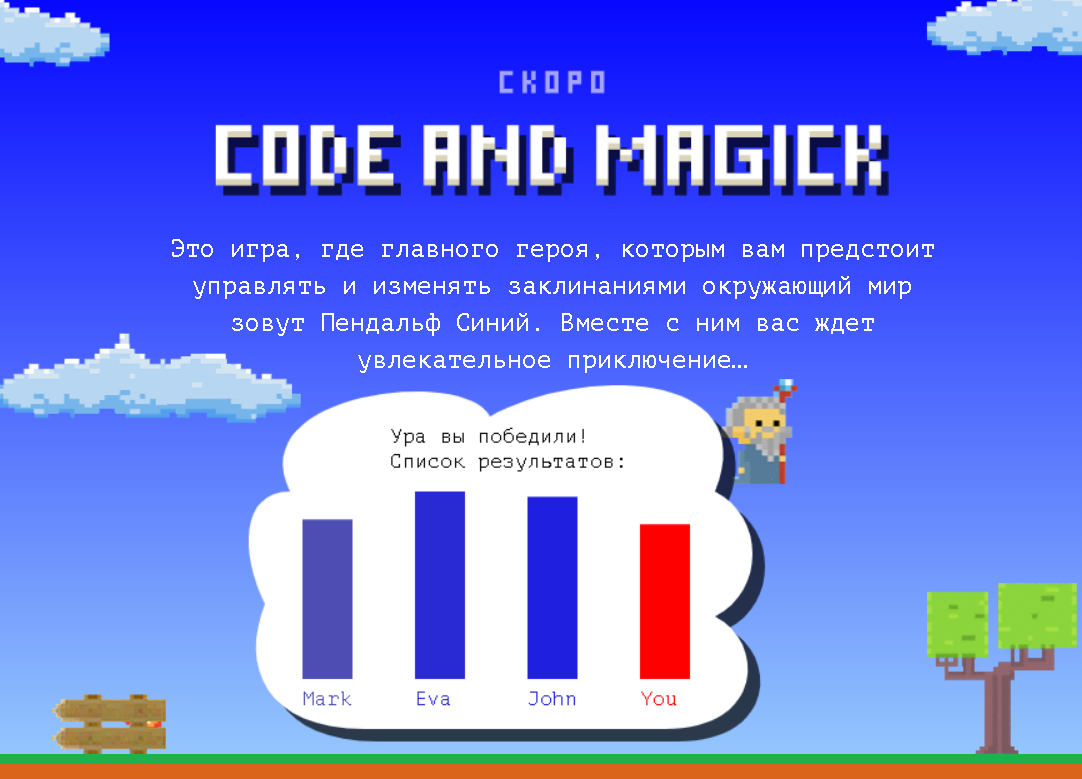 СКОРО
CODE AND MAGICK
Это игра, где главного героя, которым вам предстоит
управлять и изменять заклинаниями окружающий мир
зовут Пендальф Синий. Вместе с ним вас ждет
увлекательное приключение…
Ура вы победили!
Список результатов:
Mark Eva John You